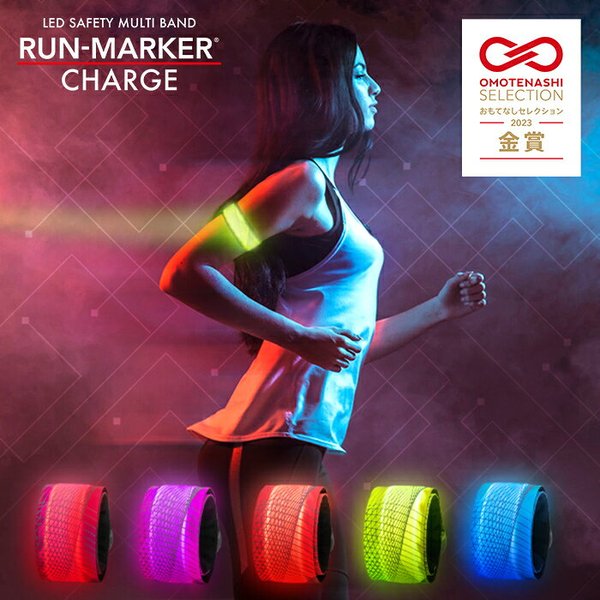 LED SAFETY MULTI BAND
RUN-MARKER®
CHARGE
OMOTENASHI
SELECTION
おもてなしセレクション
2023
金賞